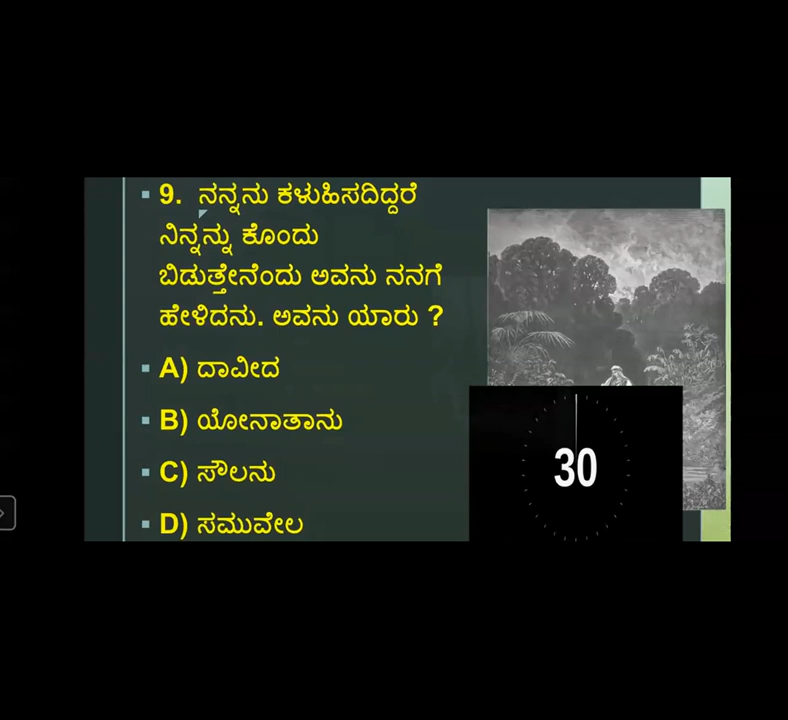 9. ನನ್ನನು ಕಳುಹಿಸದಿದ್ದರೆ
ನಿನ್ನನ್ನು ಕೊಂದು
ಬಿಡುತ್ತೇನೆಂದು ಅವನು ನನಗೆ
ಹೇಳಿದನು. ಅವನು ಯಾರು ?
A) ದಾವೀದ
B) ಯೋನಾತಾನು
C) ಸೌಲನು
D) ಸಮುವೇಲ
30